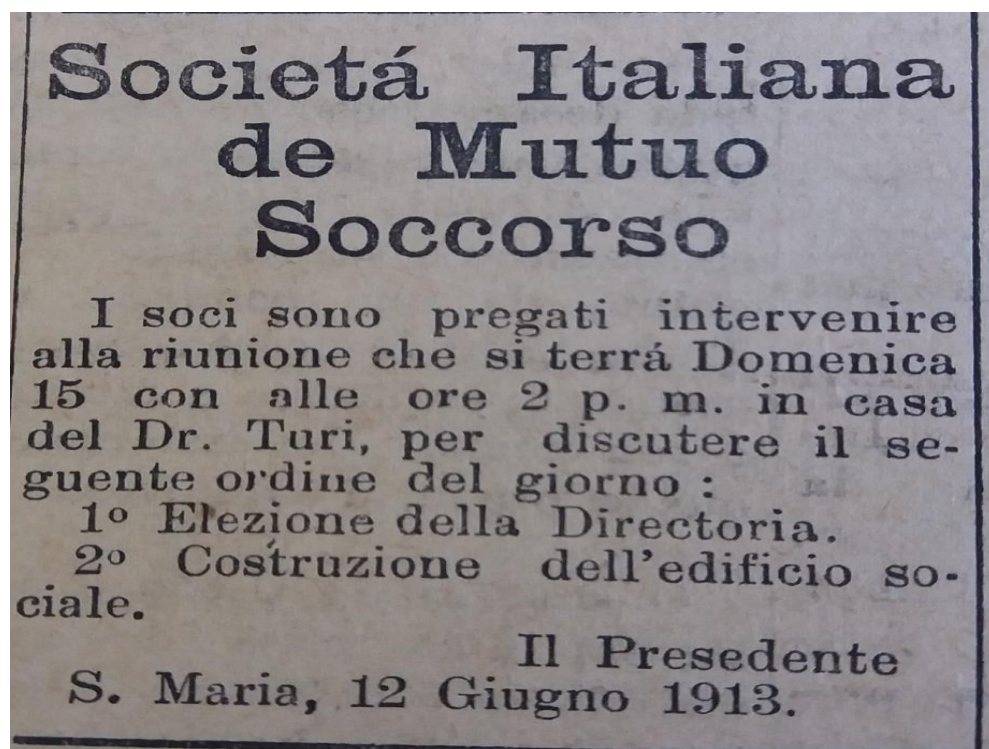 Societá Italiana
de Mutuo
Soccorso
I soci sono pregati intervenire
alla riunione che si terrá Domenica
15 con alle ore 2 p. m. in casa
del Dr. Turi, per discutere il se-
guente ordine del giorno :
1º Elezione della Directoria.
2º Costruzione dell'edificio so-
ciale.
Il Presedente
S. Maria, 12 Giugno 1913.